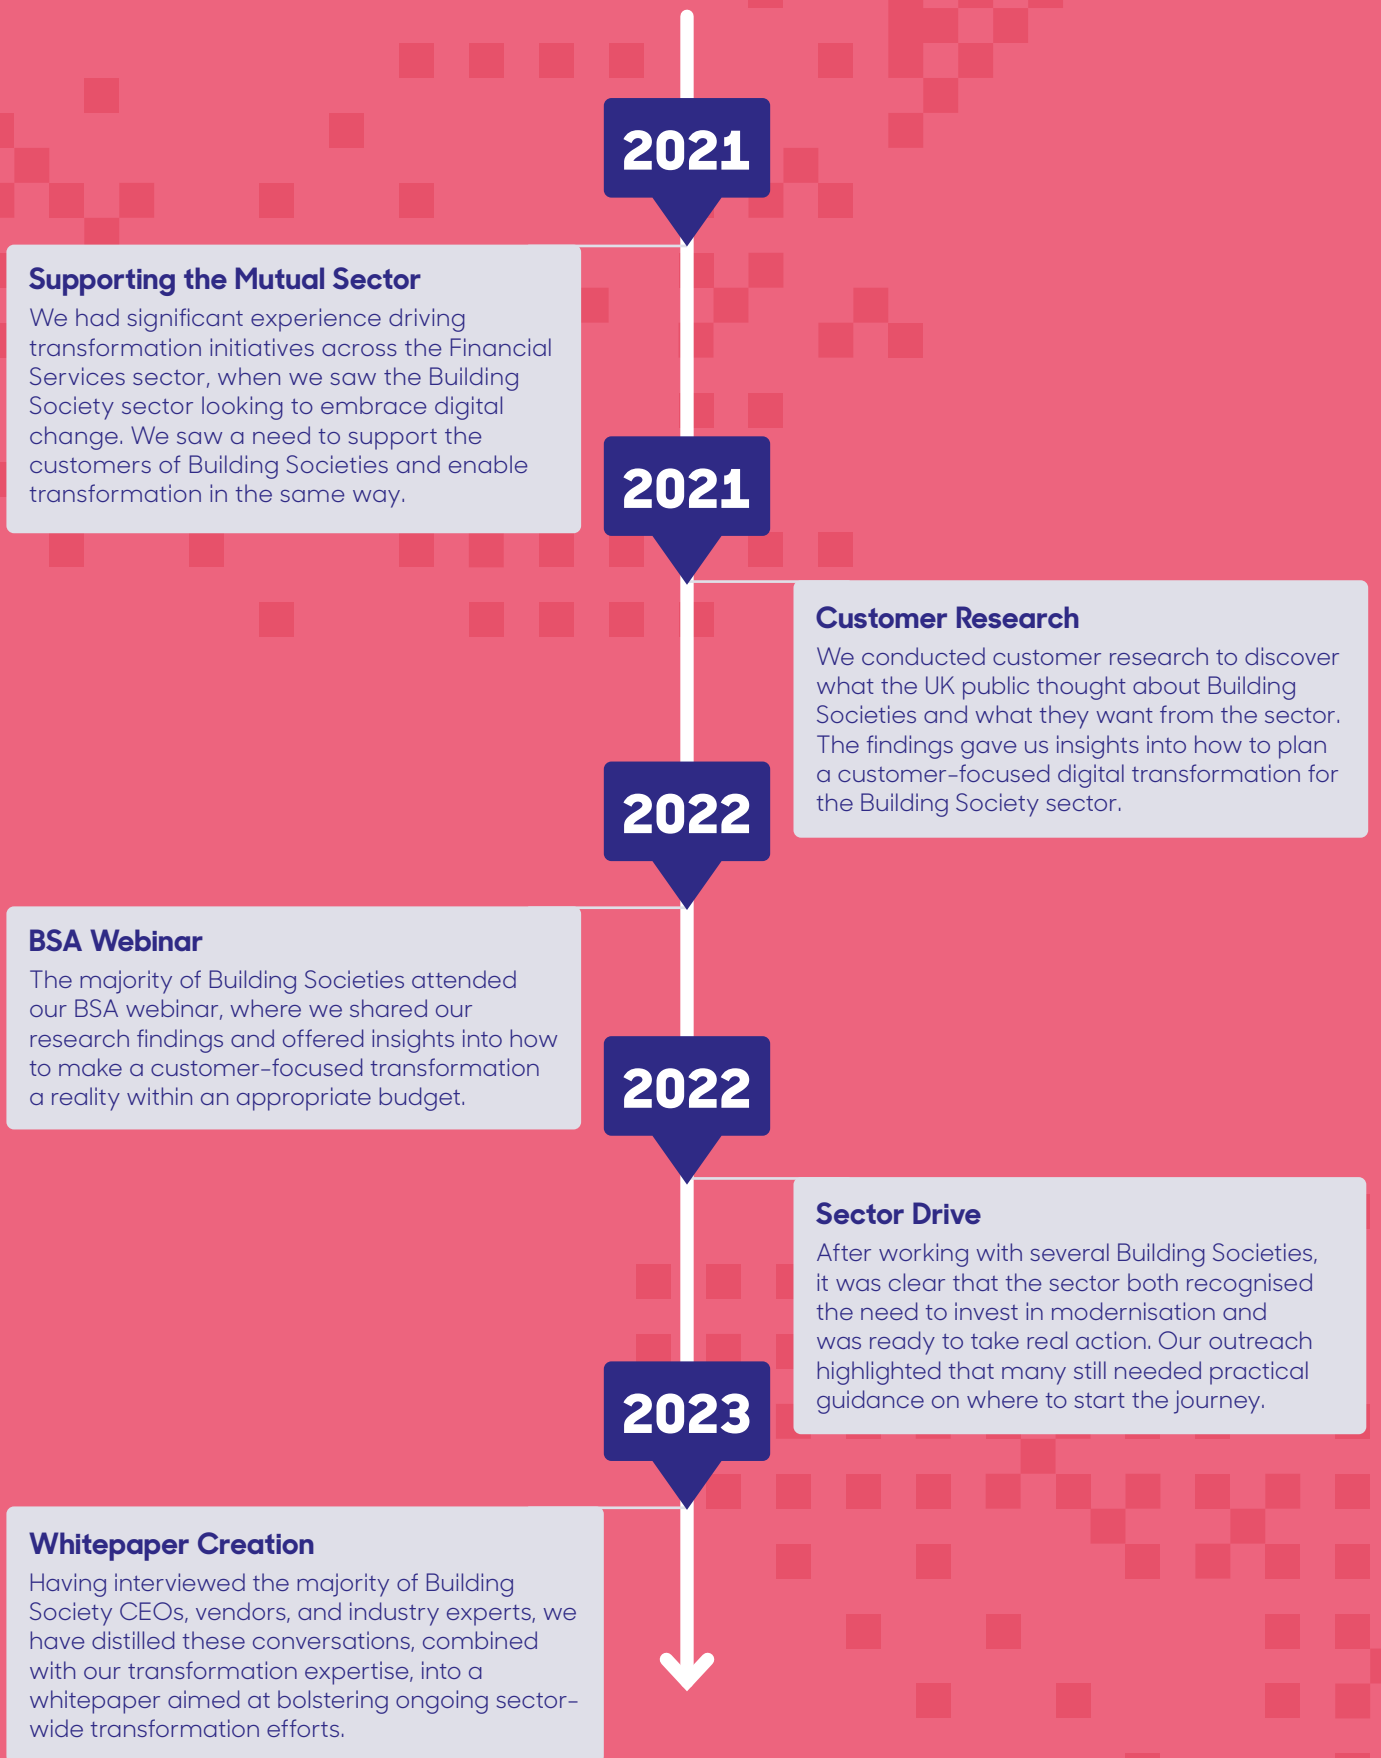 2021
Supporting the Mutual Sector
We had significant experience driving
transformation initiatives across the Financial
Services sector, when we saw the Building
Society sector looking to embrace digital
change. We saw a need to support the
customers of Building Societies and enable
transformation in the same way.
2021
Customer Research
We conducted customer research to discover
what the UK public thought about Building
Societies and what they want from the sector.
The findings gave us insights into how to plan
a customer-focused digital transformation for
the Building Society sector.
2022
BSA Webinar
The majority of Building Societies attended
our BSA webinar, where we shared our
research findings and offered insights into how
to make a customer-focused transformation
a reality within an appropriate budget.
2022
Sector Drive
After working with several Building Societies,
it was clear that the sector both recognised
the need to invest in modernisation and
was ready to take real action. Our outreach
highlighted that many still needed practical
guidance on where to start the journey.
2023
Whitepaper Creation
Having interviewed the majority of Building
Society CEOs, vendors, and industry experts, we
have distilled these conversations, combined
with our transformation expertise, into a
whitepaper aimed at bolstering ongoing sector-
wide transformation efforts.